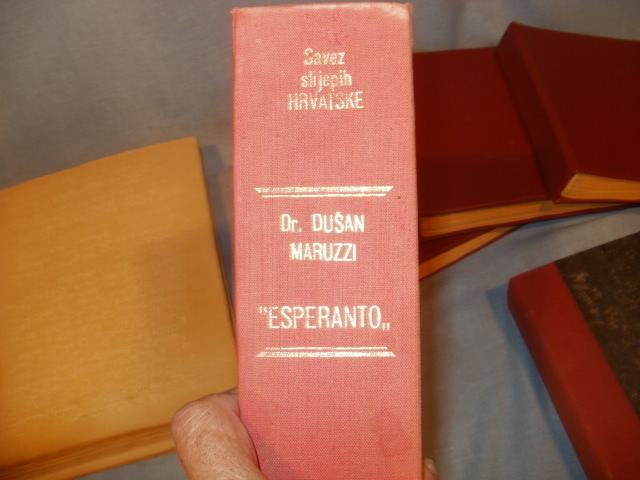 Savez
slijepih
HRVATSKE
Dr. DUŠAN
MARUZZI
"ESPERANTO„